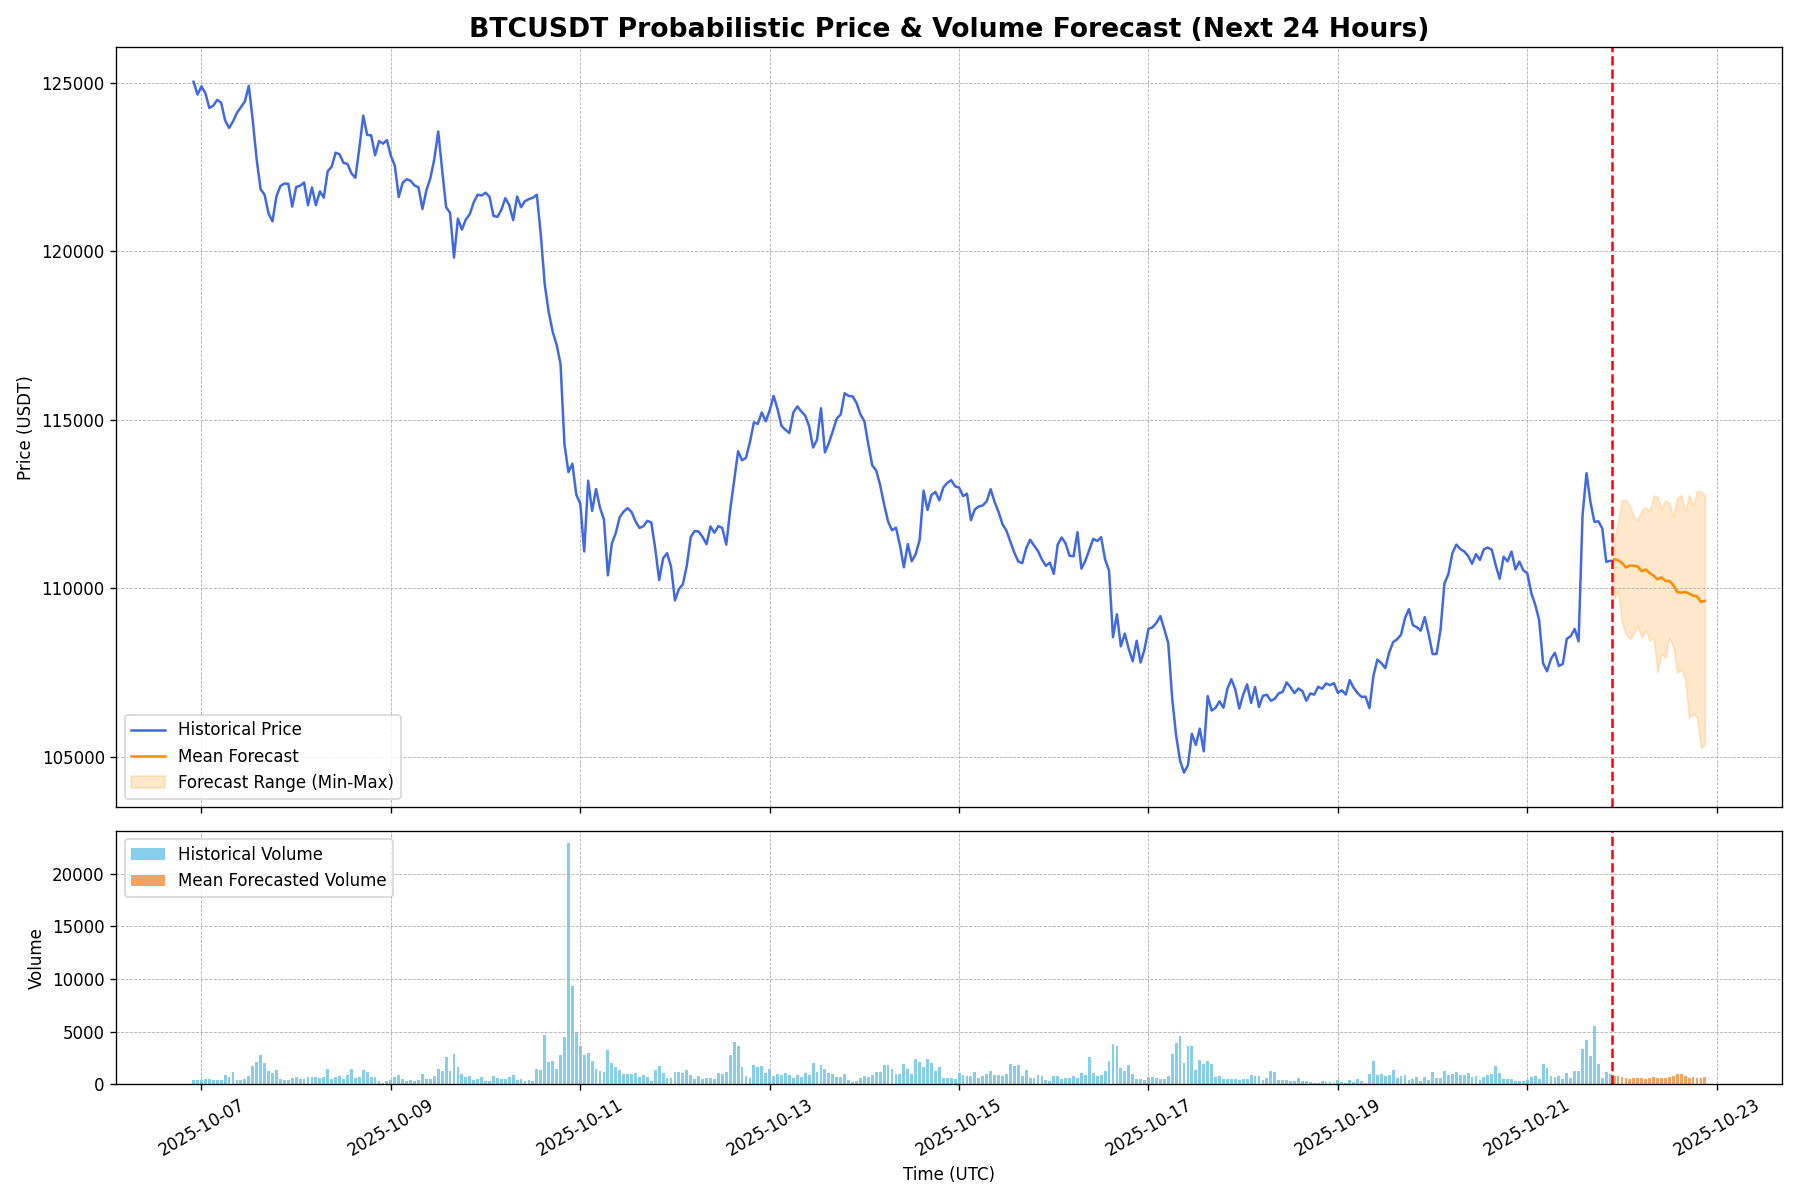 BTCUSDT Probabilistic Price & Volume Forecast (Next 24 Hours)
125000
120000
115000
110000
105000
Price (USDT)
Historical Price
Mean Forecast
Forecast Range (Min-Max)
20000
15000
10000
5000
0
Volume
Historical Volume
Mean Forecasted Volume
2025-10-07
2025-10-09
2025-10-11
2025-10-13
2025-10-15
2025-10-17
2025-10-19
2025-10-21
2025-10-23
Time (UTC)